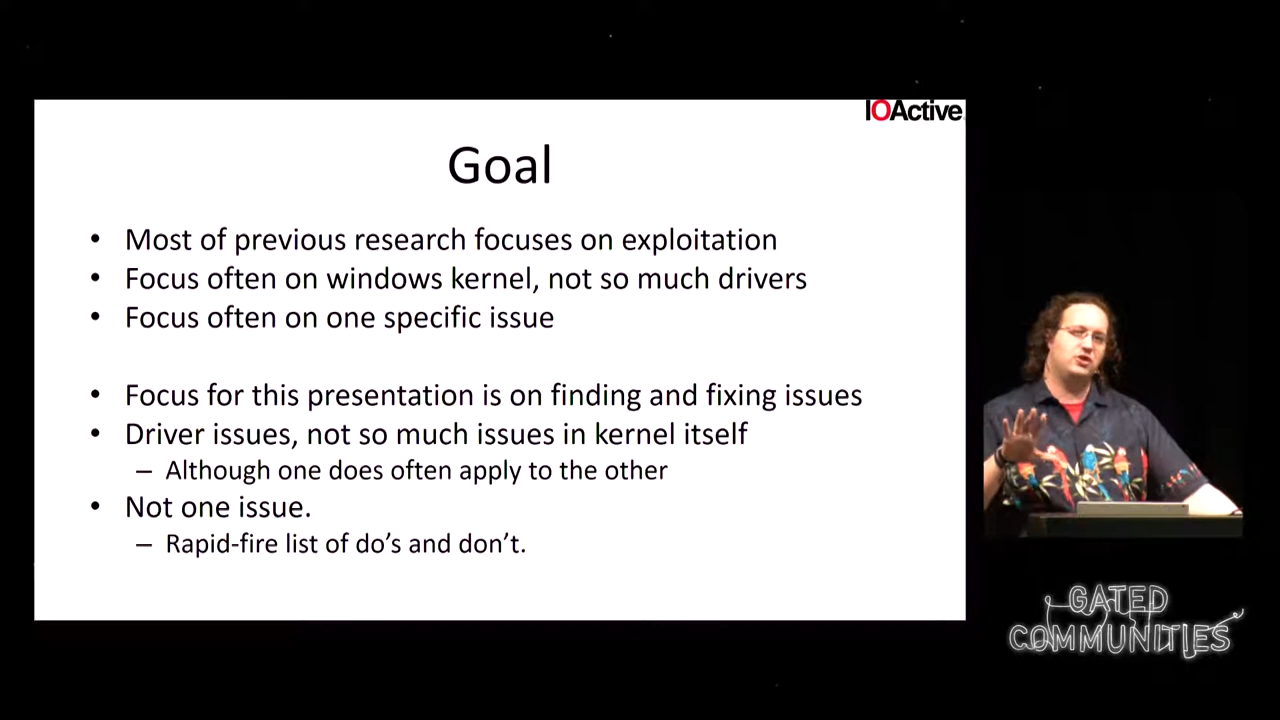 IOActive
Goal
• Most of previous research focuses on exploitation
• Focus often on windows kernel, not so much drivers
• Focus often on one specific issue
• Focus for this presentation is on finding and fixing issues
• Driver issues, not so much issues in kernel itself
– Although one does often apply to the other
• Not one issue.
– Rapid-fire list of do’s and don’t.
GATED
COMMUNITIES